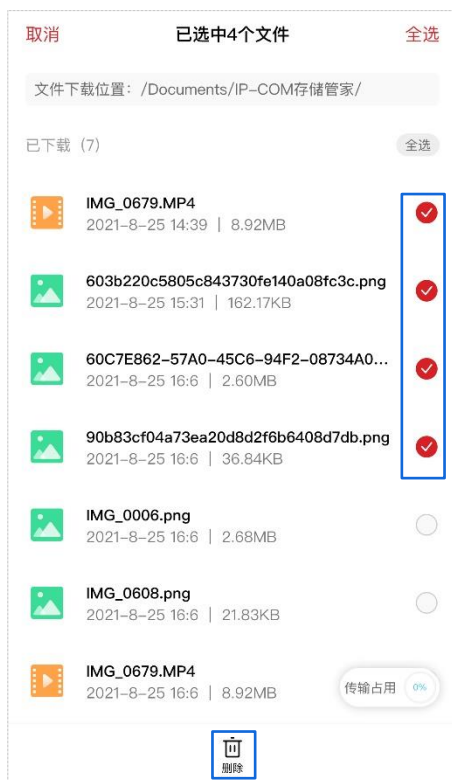 取消 已选中4个文件 全选
文件下载位置：/Documents/IP-COM存储管家/
已下载（7） 全选
IMG_0679.MP4
2021-8-25 14:39 | 8.92MB
603b220c5805c843730fe140a08fc3c.png
2021-8-25 15:31 | 162.17KB
60C7E862-57A0-45C6-94F2-08734A0...
2021-8-25 16:6 | 2.60MB
90b83cf04a73ea20d8d2f6b6408d7db.png
2021-8-25 16:6 | 36.84KB
IMG_0006.png
2021-8-25 16:6 | 2.68MB
IMG_0608.png
2021-8-25 16:6 | 21.83KB
IMG_0679.MP4
2021-8-25 16:6 | 8.92MB
传输占用 0%
删除